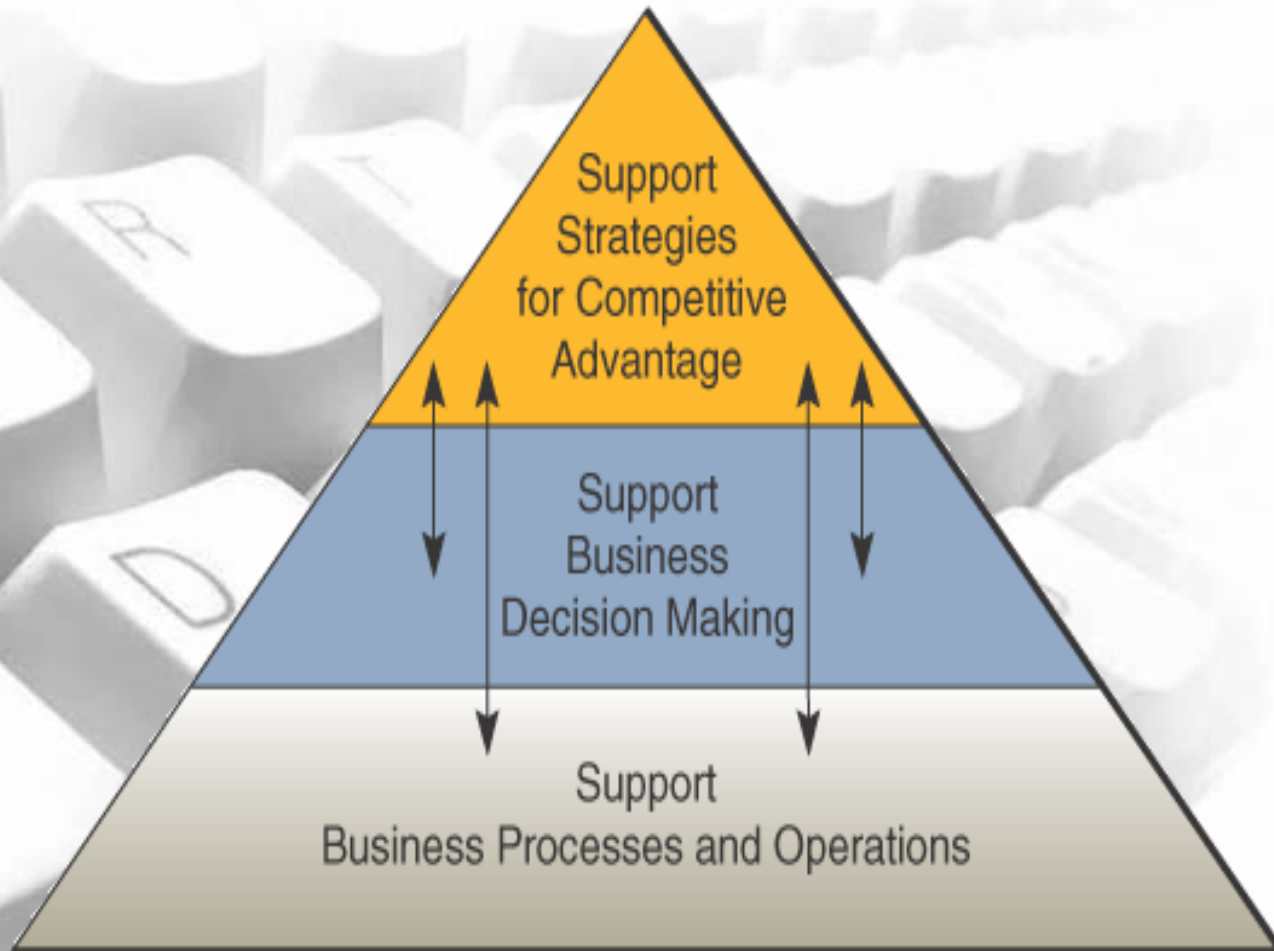 Support
Strategies
for Competitive
Advantage
Support
Business
Decision Making
Support
Business Processes and Operations
R
D